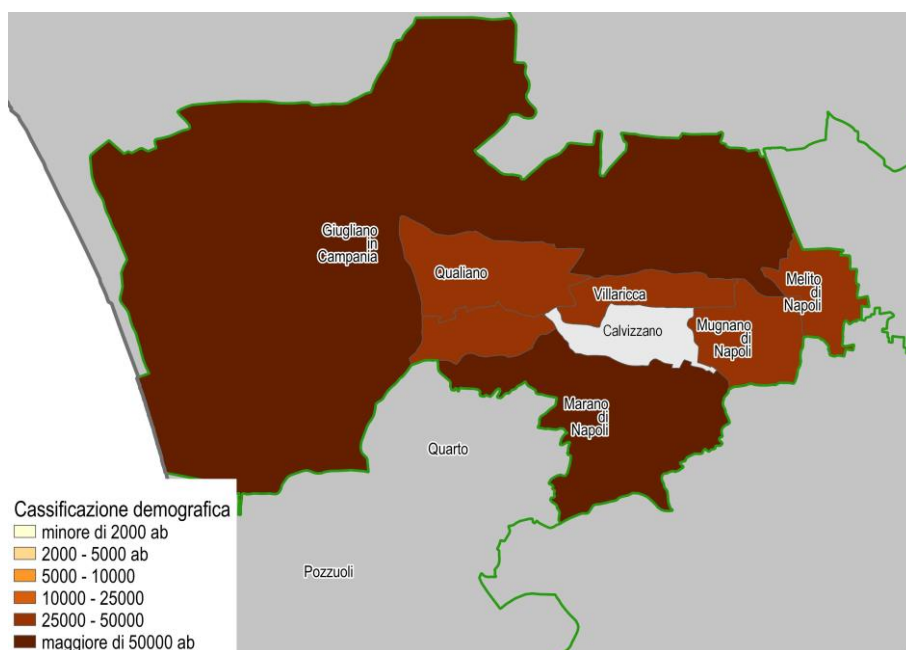 Giugliano
in
Campania
Qualiano
Villaricca
Melito
di
Napoli
Calvizzano
Mugnano
di
Napoli
Marano
di
Napoli
Quarto
Pozzuoli
Cassificazione demografica
minore di 2000 ab
2000 - 5000 ab
5000 - 10000
10000 - 25000
25000 - 50000
maggiore di 50000 ab